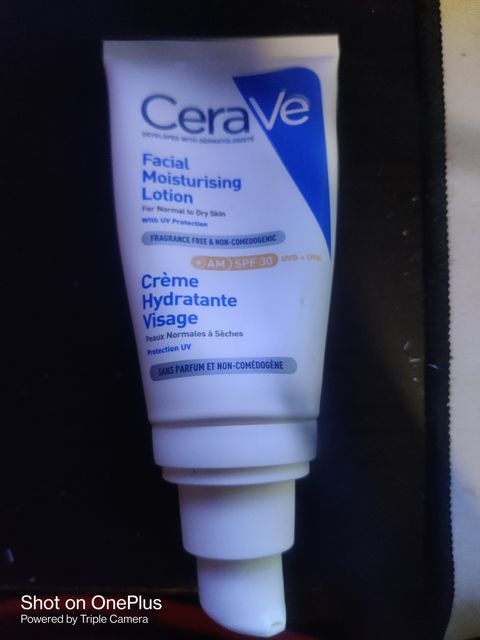 CeraVe
DEVELOPED WITH DERMATOLOGISTS
Facial
Moisturising
Lotion
For Normal to Dry Skin
With UV Protection
FRAGRANCE FREE & NON-COMEDOGENIC
AM SPF 30 UVB + UVA
Crème
Hydratante
Visage
Peaux Normales à Sèches
Protection UV
SANS PARFUM ET NON-COMÉDOGÈNE
Shot on OnePlus
Powered by Triple Camera